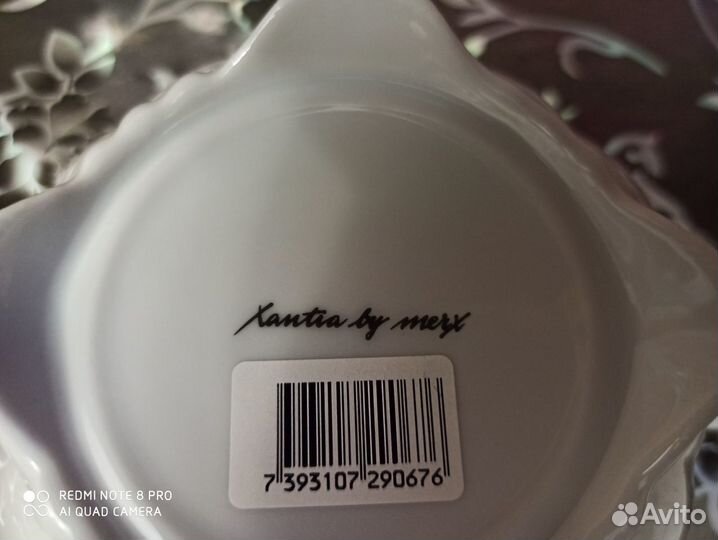 Xantia by merx
7 393107 290676
REDMI NOTE 8 PRO
AI QUAD CAMERA
Avito